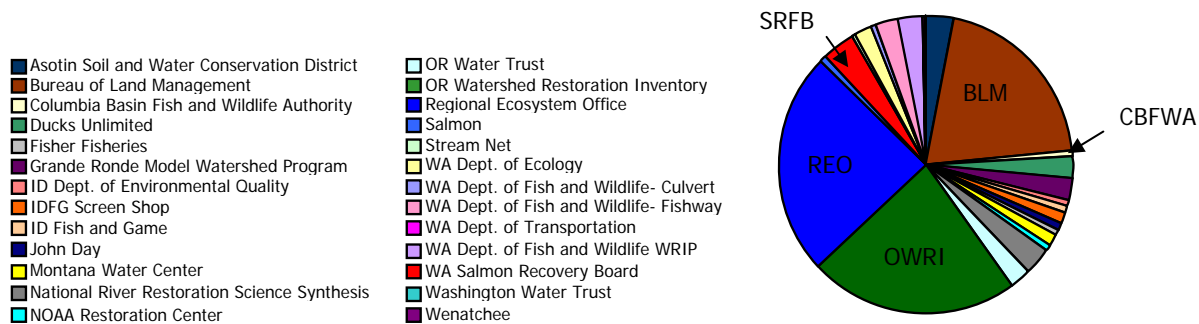 Asotin Soil and Water Conservation District
Bureau of Land Management
Columbia Basin Fish and Wildlife Authority
Ducks Unlimited
Fisher Fisheries
Grande Ronde Model Watershed Program
ID Dept. of Environmental Quality
IDFG Screen Shop
ID Fish and Game
John Day
Montana Water Center
National River Restoration Science Synthesis
NOAA Restoration Center
OR Water Trust
OR Watershed Restoration Inventory
Regional Ecosystem Office
Salmon
Stream Net
WA Dept. of Ecology
WA Dept. of Fish and Wildlife- Culvert
WA Dept. of Fish and Wildlife- Fishway
WA Dept. of Transportation
WA Dept. of Fish and Wildlife WRIP
WA Salmon Recovery Board
Washington Water Trust
Wenatchee
SRFB
BLM
CBFWA
REO
OWRI